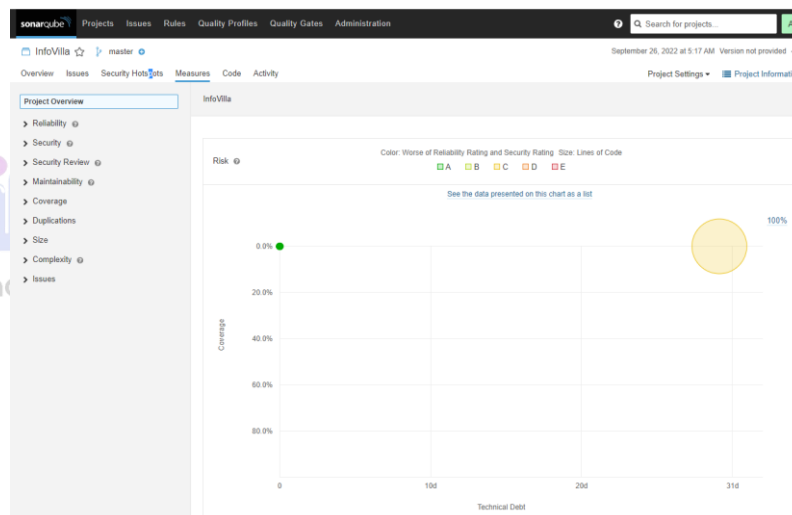 sonarqube Projects Issues Rules Quality Profiles Quality Gates Administration ? Search for projects... A
InfoVilla master September 26, 2022 at 5:17 AM Version not provided
Overview Issues Security Hotspots Measures Code Activity Project Settings Project Informati
Project Overview
Reliability ?
Security ?
Security Review ?
Maintainability ?
Coverage
Duplications
Size
Complexity ?
Issues
InfoVilla
Risk ?
Color: Worse of Reliability Rating and Security Rating Size: Lines of Code
A B C D E
See the data presented on this chart as a list
100%
0.0%
20.0%
40.0%
60.0%
80.0%
Coverage
0 10d 20d 31d
Technical Debt